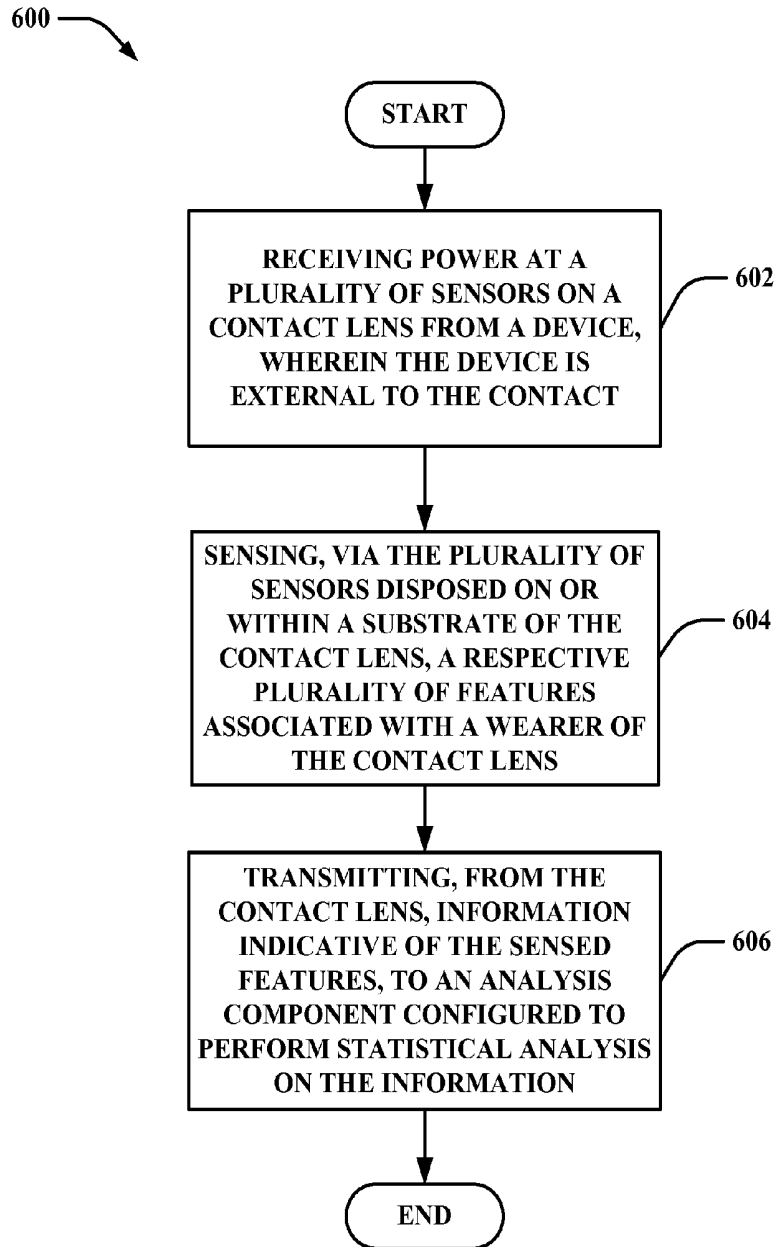 600
START
RECEIVING POWER AT A
PLURALITY OF SENSORS ON A
CONTACT LENS FROM A DEVICE,
WHEREIN THE DEVICE IS
EXTERNAL TO THE CONTACT
602
SENSING, VIA THE PLURALITY OF
SENSORS DISPOSED ON OR
WITHIN A SUBSTRATE OF THE
CONTACT LENS, A RESPECTIVE
PLURALITY OF FEATURES
ASSOCIATED WITH A WEARER OF
THE CONTACT LENS
604
TRANSMITTING, FROM THE
CONTACT LENS, INFORMATION
INDICATIVE OF THE SENSED
FEATURES, TO AN ANALYSIS
COMPONENT CONFIGURED TO
PERFORM STATISTICAL ANALYSIS
ON THE INFORMATION
606
END